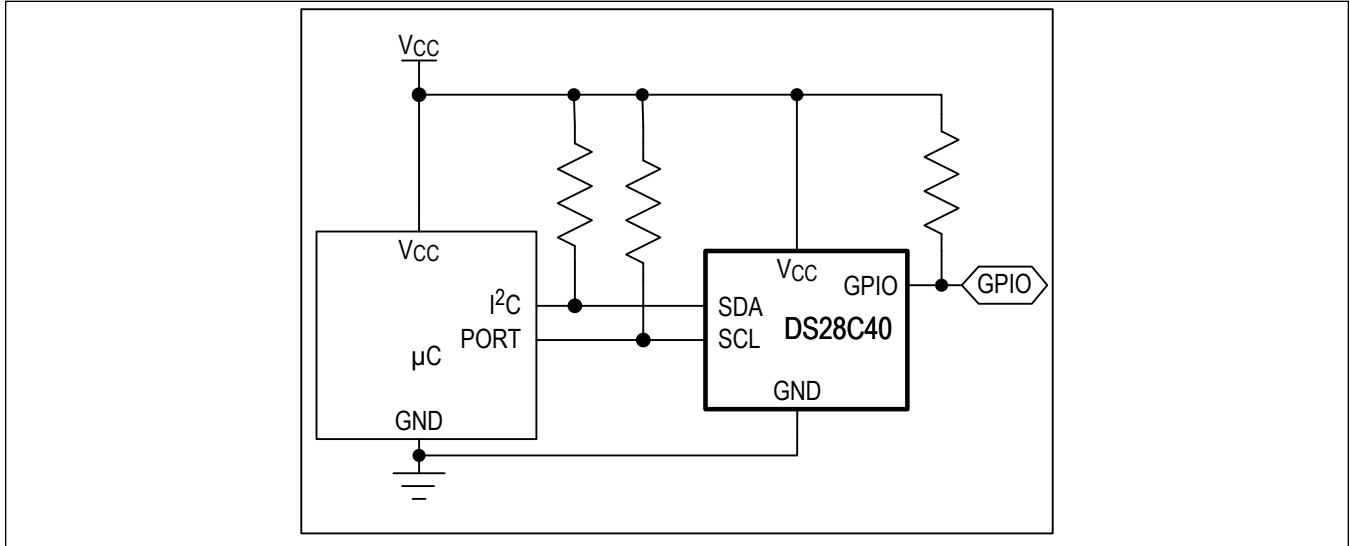 VCC
VCC
I²C
PORT
µC
GND
VCC
GPIO
SDA
DS28C40
SCL
GND
GPIO